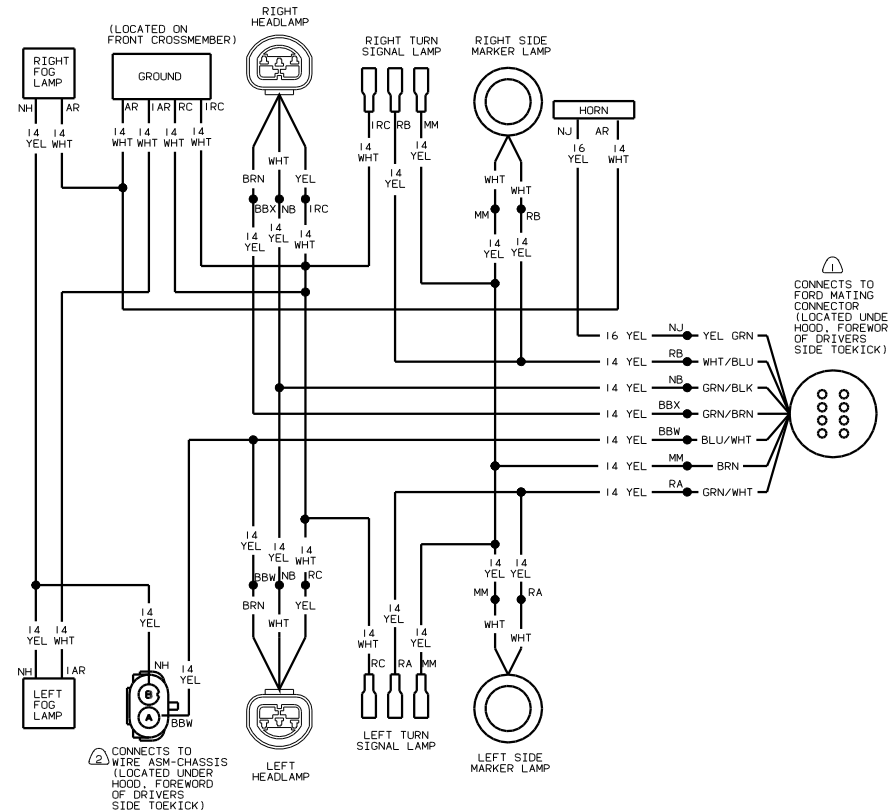 RIGHT
HEADLAMP
(LOCATED ON
FRONT CROSSMEMBER)
RIGHT TURN
SIGNAL LAMP
RIGHT SIDE
MARKER LAMP
RIGHT
FOG
LAMP
GROUND
HORN
NH
AR
AR
1AR
RC
1RC
1RC
RB
MM
NJ
AR
14
YEL
14
WHT
14
WHT
14
WHT
14
WHT
14
WHT
14
WHT
14
YEL
14
YEL
16
YEL
14
WHT
BRN
WHT
YEL
WHT
WHT
BBX
NB
1RC
MM
RB
14
YEL
14
YEL
14
WHT
14
YEL
14
YEL
1
CONNECTS TO
FORD MATING
CONNECTOR
(LOCATED UNDE
HOOD, FOREWOR
OF DRIVERS
SIDE TOEKICK)
16 YEL NJ YEL GRN
14 YEL RB WHT/BLU
14 YEL NB GRN/BLK
14 YEL BBX GRN/BRN
14 YEL BBW BLU/WHT
14 YEL MM BRN
14 YEL RA GRN/WHT
14
YEL
14
YEL
14
WHT
14
YEL
14
YEL
BBW
NB
RC
MM
RA
BRN
WHT
YEL
WHT
WHT
14
YEL
14
WHT
14
YEL
14
YEL
14
WHT
14
YEL
14
YEL
NH
1AR
NH
BBW
RC
RA
MM
LEFT
FOG
LAMP
B
A
LEFT
HEADLAMP
LEFT TURN
SIGNAL LAMP
LEFT SIDE
MARKER LAMP
2
CONNECTS TO
WIRE ASM-CHASSIS
(LOCATED UNDER
HOOD, FOREWORD
OF DRIVERS
SIDE TOEKICK)